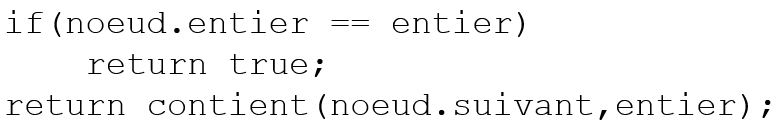 if(noeud.entier == entier)
    return true;
return contient(noeud.suivant,entier);